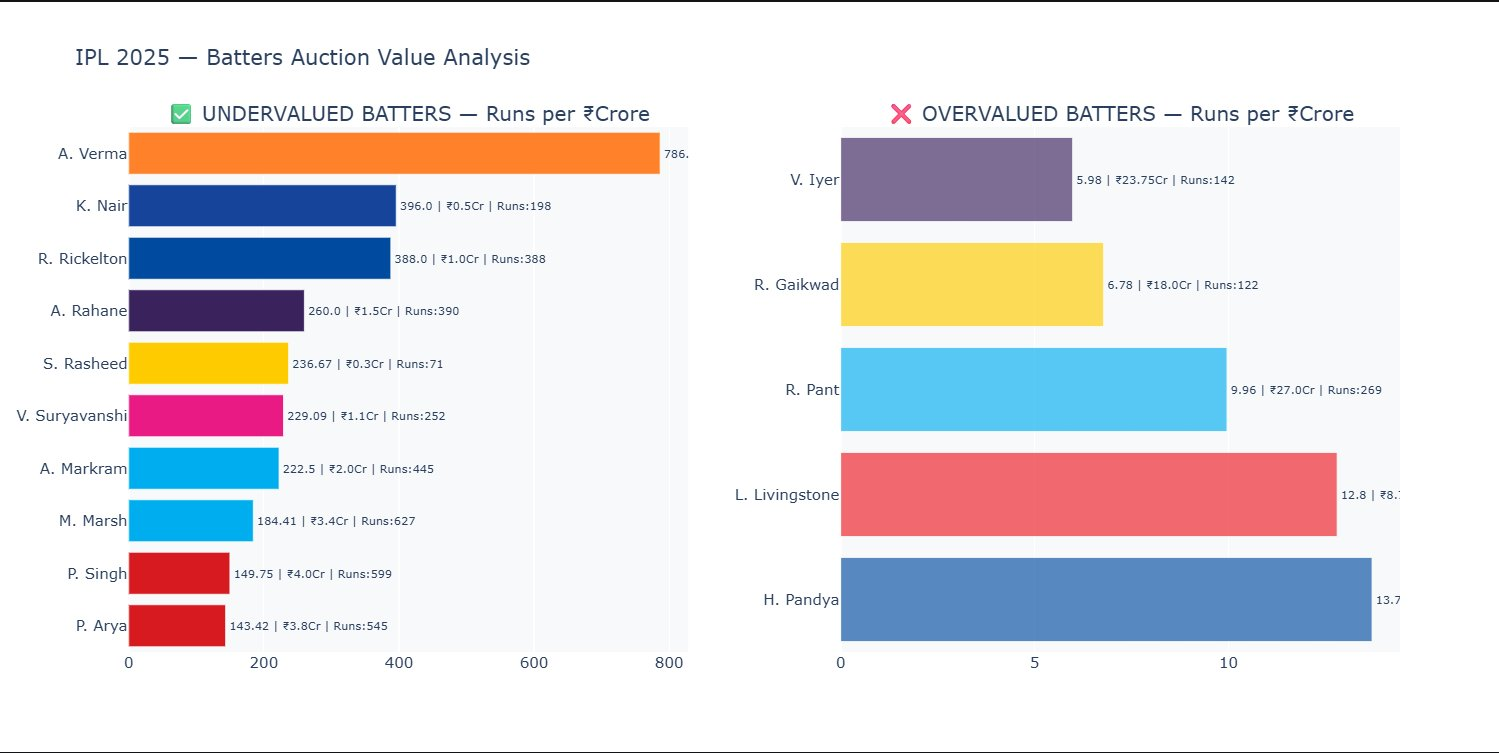 IPL 2025 — Batters Auction Value Analysis
✅ UNDERVALUED BATTERS — Runs per ₹Crore
A. Verma 786.
K. Nair 396.0 | ₹0.5Cr | Runs:198
R. Rickelton 388.0 | ₹1.0Cr | Runs:388
A. Rahane 260.0 | ₹1.5Cr | Runs:390
S. Rasheed 236.67 | ₹0.3Cr | Runs:71
V. Suryavanshi 229.09 | ₹1.1Cr | Runs:252
A. Markram 222.5 | ₹2.0Cr | Runs:445
M. Marsh 184.41 | ₹3.4Cr | Runs:627
P. Singh 149.75 | ₹4.0Cr | Runs:599
P. Arya 143.42 | ₹3.8Cr | Runs:545
0 200 400 600 800
❌ OVERVALUED BATTERS — Runs per ₹Crore
V. Iyer 5.98 | ₹23.75Cr | Runs:142
R. Gaikwad 6.78 | ₹18.0Cr | Runs:122
R. Pant 9.96 | ₹27.0Cr | Runs:269
L. Livingstone 12.8 | ₹8.
H. Pandya 13.7
0 5 10